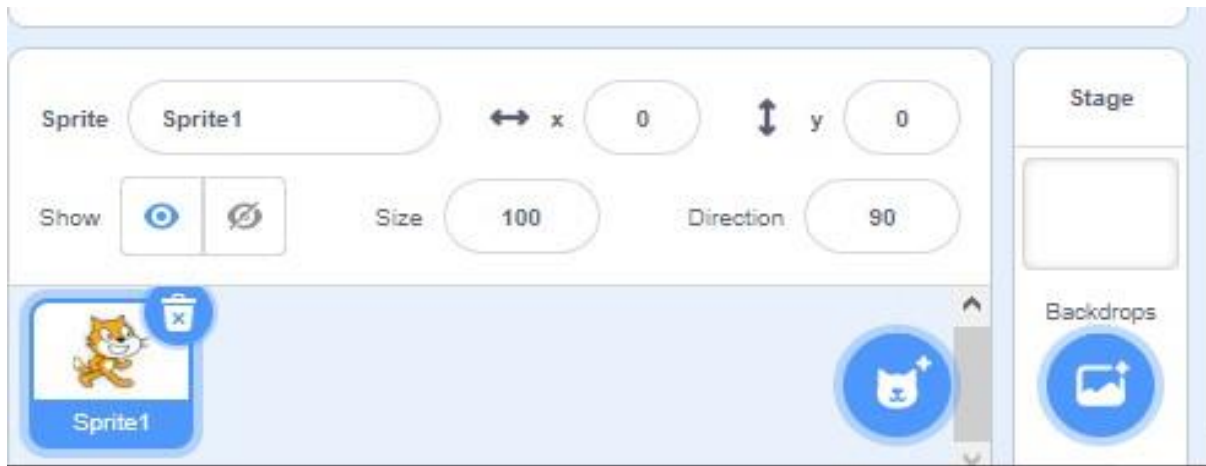 Sprite Sprite1 x 0 y 0
Show Size 100 Direction 90
Sprite1
Stage
Backdrops